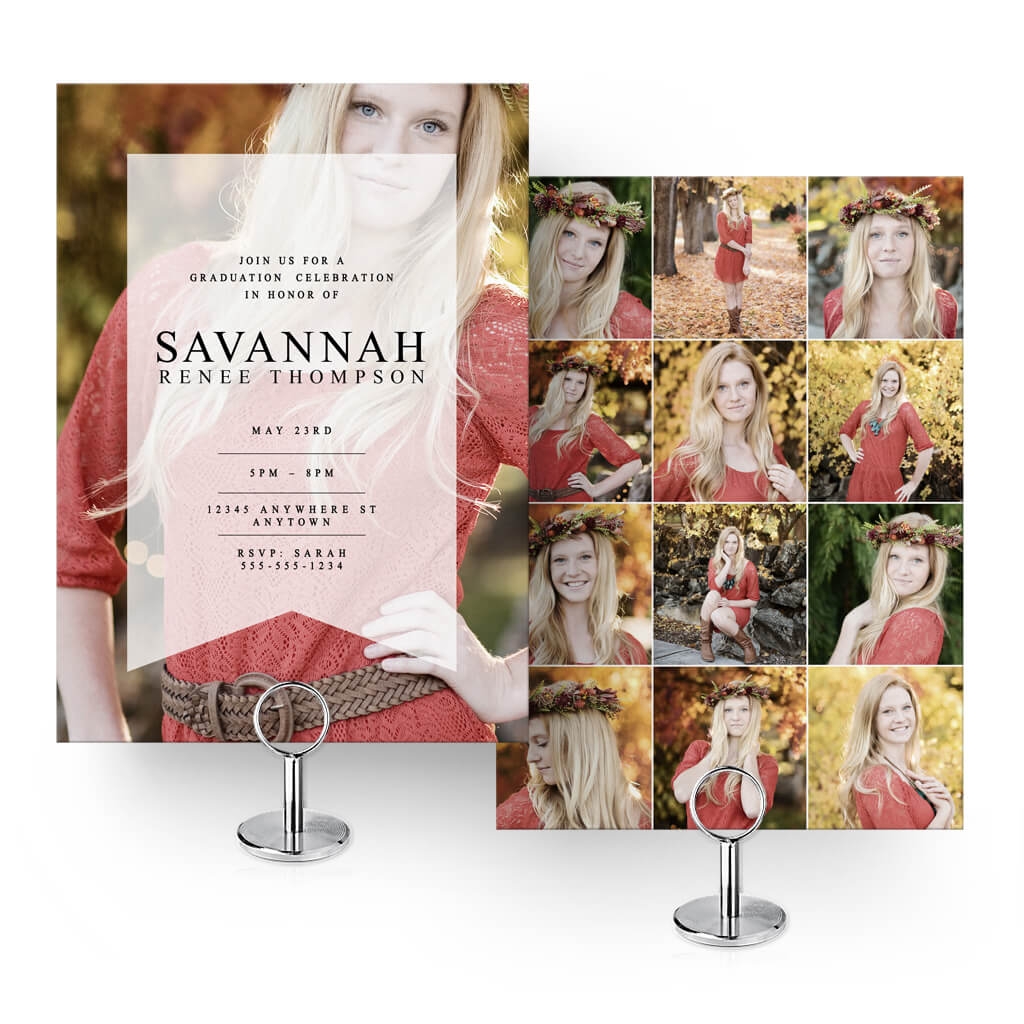 JOIN US FOR A
GRADUATION CELEBRATION
IN HONOR OF
SAVANNAH
RENEE THOMPSON
MAY 23RD
5PM – 8PM
12345 ANYWHERE ST
ANYTOWN
RSVP: SARAH
555-555-1234